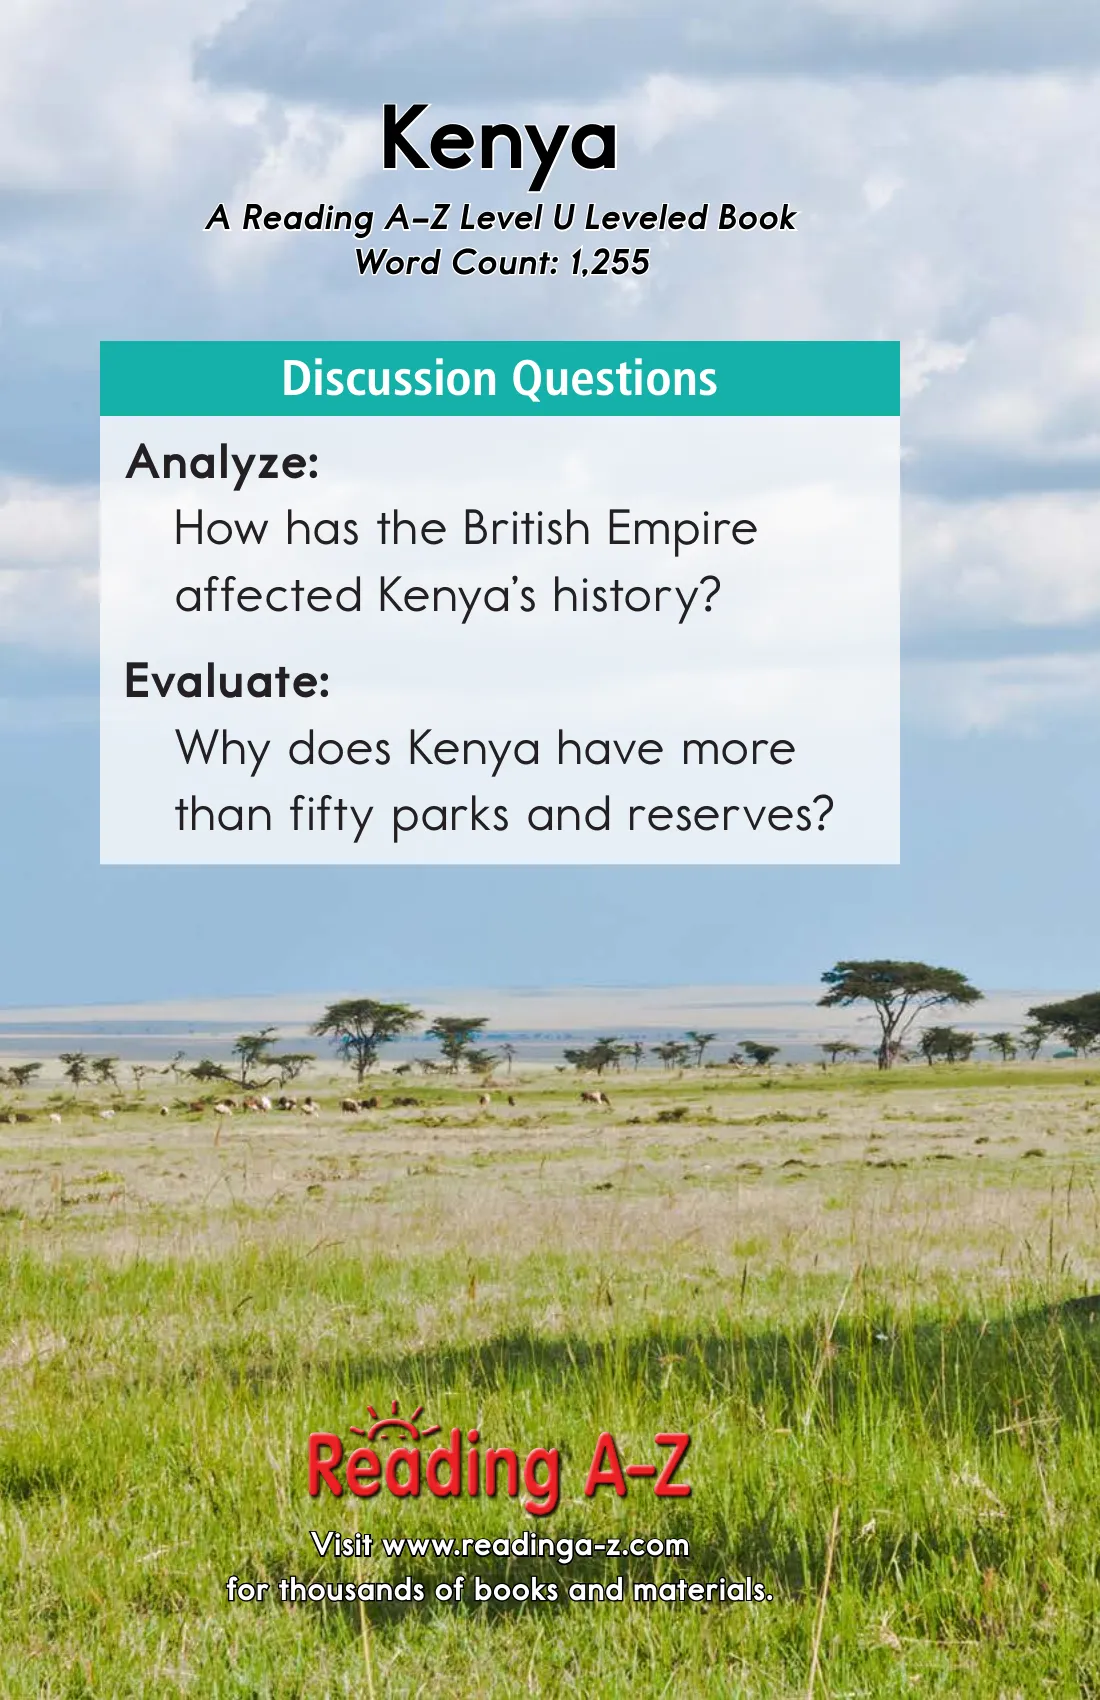 Kenya
A Reading A–Z Level U Leveled Book
Word Count: 1,255
Discussion Questions
Analyze:
How has the British Empire
affected Kenya’s history?
Evaluate:
Why does Kenya have more
than fifty parks and reserves?
Reading A–Z
Visit www.readinga-z.com
for thousands of books and materials.